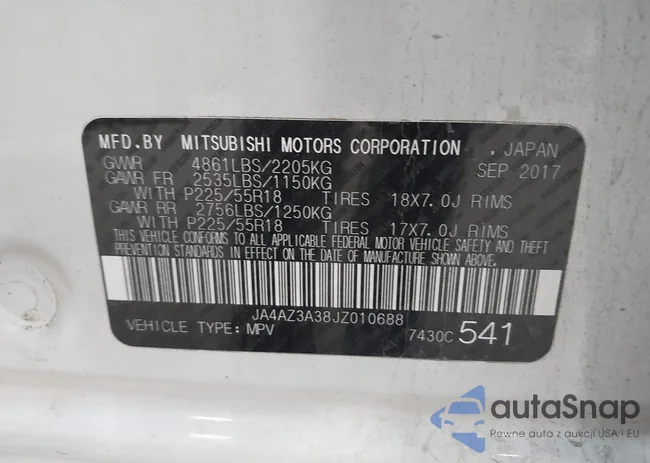 MFD.BY MITSUBISHI MOTORS CORPORATION , JAPAN
GVWR 4861LBS/2205KG SEP 2017
GAWR FR 2535LBS/1150KG
WITH P225/55R18 TIRES 18X7.0J RIMS
GAWR RR 2756LBS/1250KG
WITH P225/55R18 TIRES 17X7.0J RIMS
THIS VEHICLE CONFORMS TO ALL APPLICABLE FEDERAL MOTOR VEHICLE SAFETY AND THEFT
PREVENTION STANDARDS IN EFFECT ON THE DATE OF MANUFACTURE SHOWN ABOVE.
JA4AZ3A38JZ010688
VEHICLE TYPE: MPV 7430C 541
autoSnap
Pewne auta z aukcji USA i EU